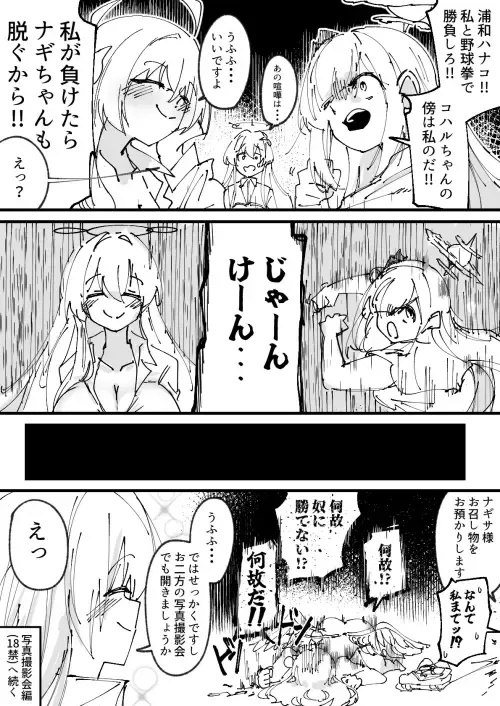 浦和ハナコ!!
私と野球拳で
勝負しろ!!
コハルちゃんの
傍は私のだ!!
あの喧嘩は…
うふふ…
いいですよ
私が負けたら
ナギちゃんも
脱ぐから!!
えっ?
じゃーん
けーん…
ナギサ様
お召し物を
お預かりします
なんで
私までッ!?
何故!?
何故
奴に
勝てない!?
何故だ!!
うふふ…
ではせっかくですし
お二方の写真撮影会
でも開きましょうか
えっ
写真撮影会編
(18禁)へ続く